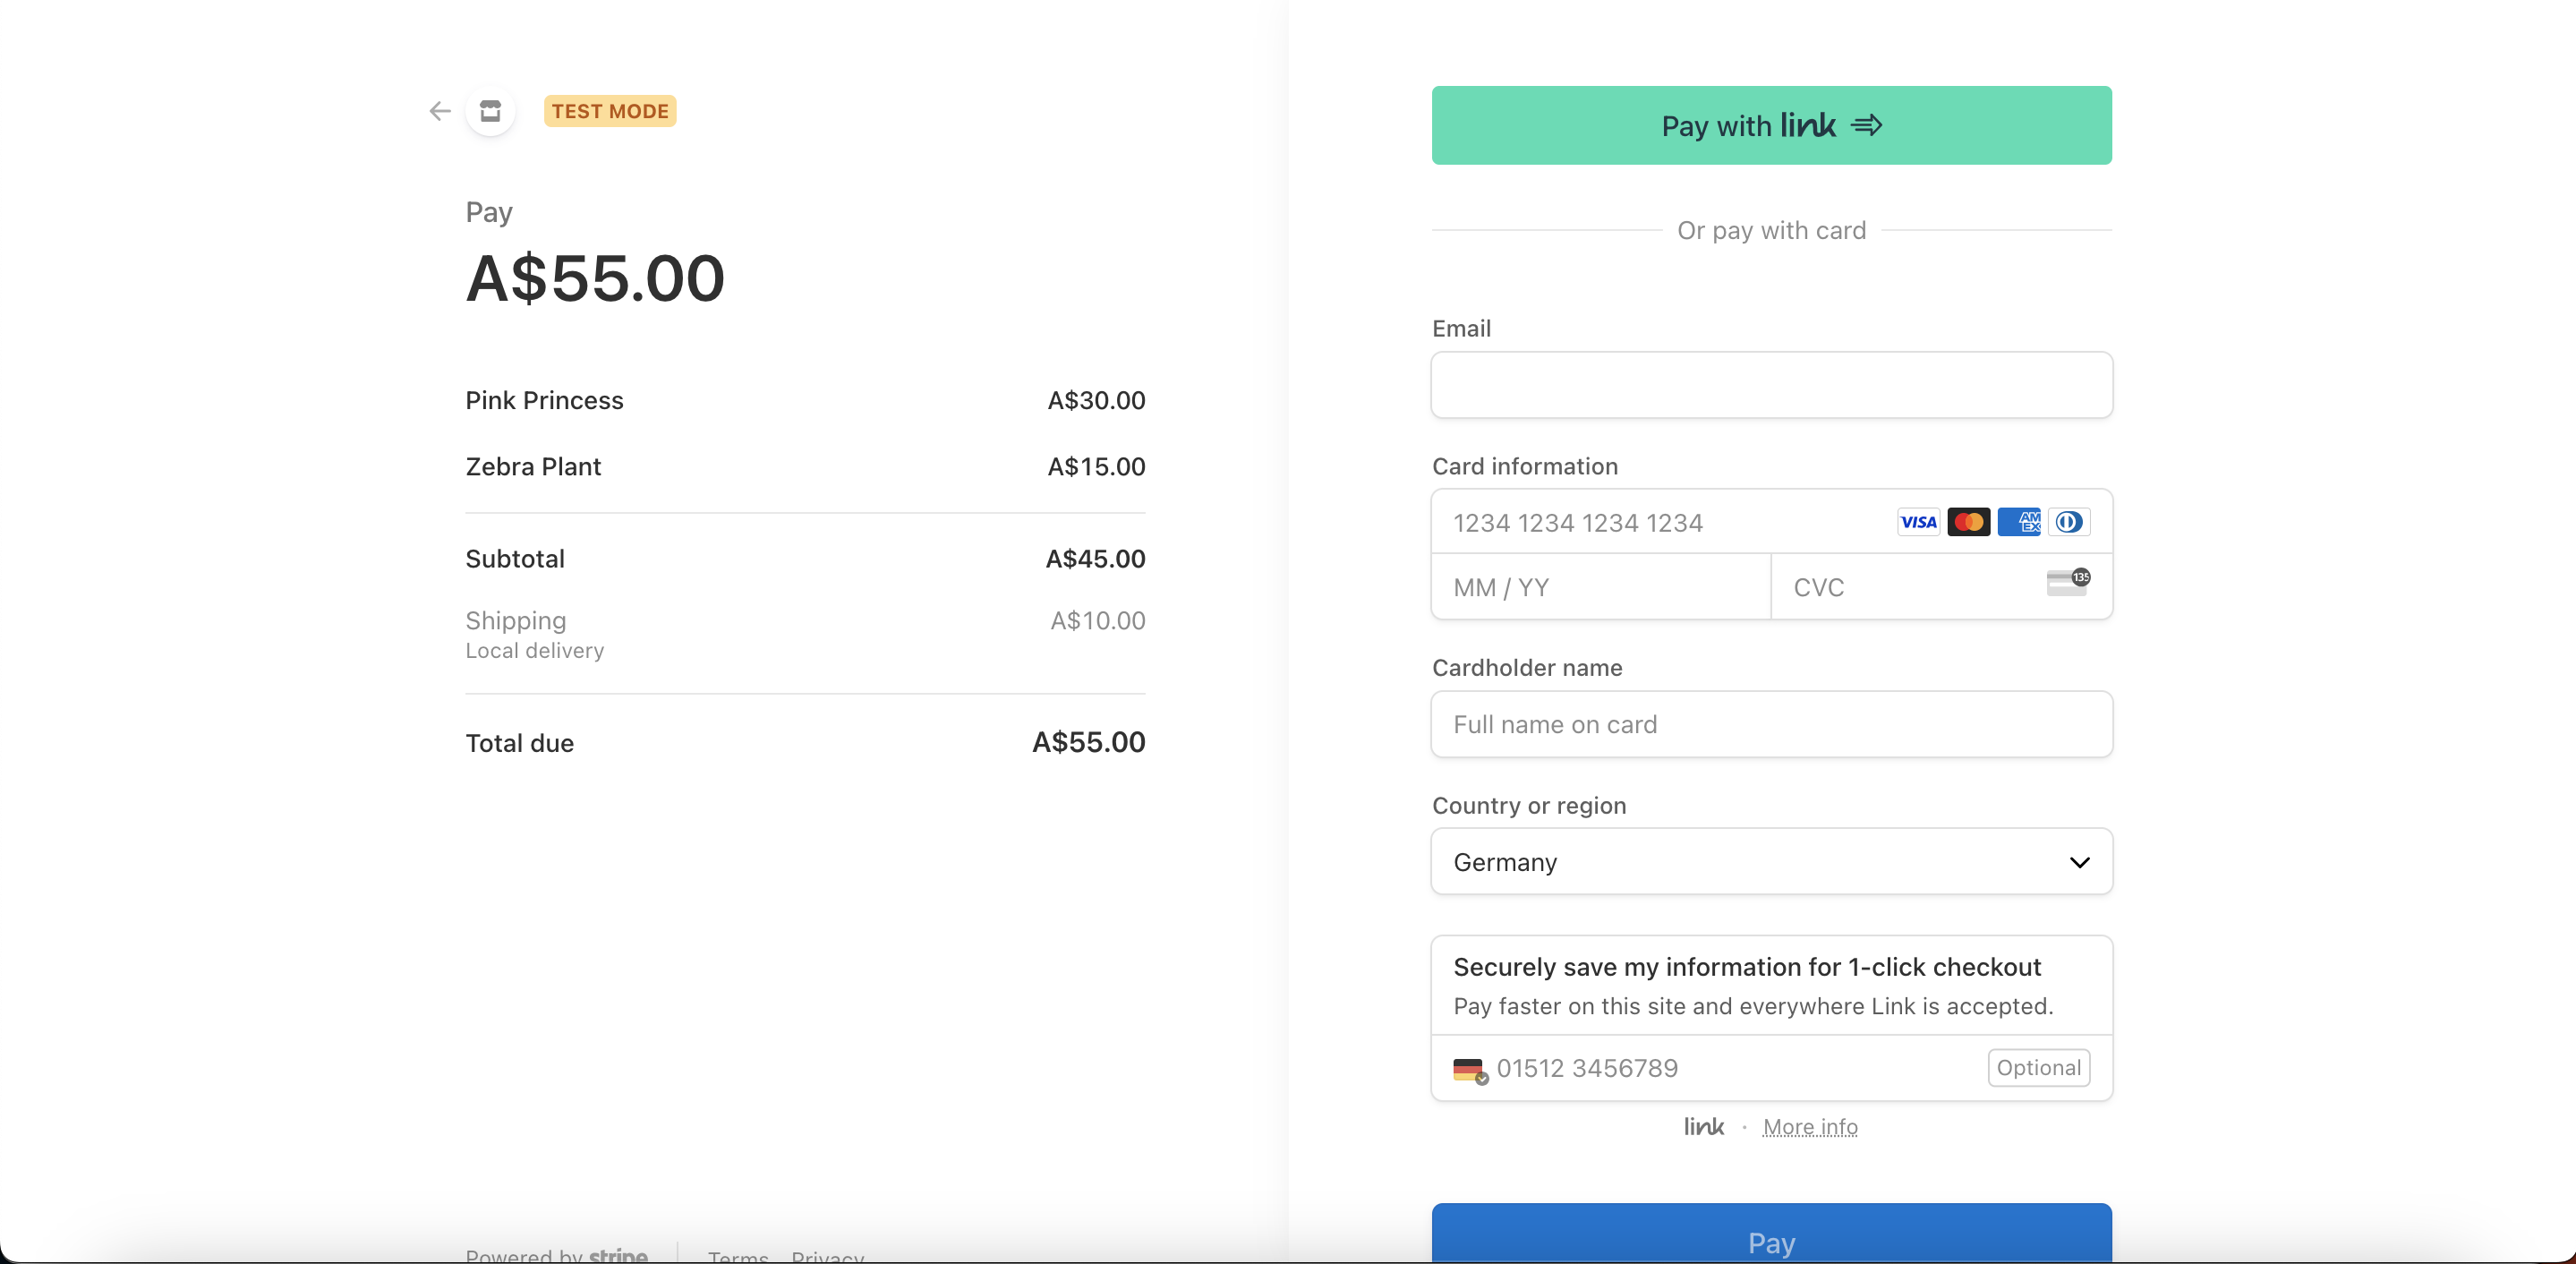 TEST MODE
Pay
A$55.00
Pink Princess A$30.00
Zebra Plant A$15.00
Subtotal A$45.00
Shipping A$10.00
Local delivery
Total due A$55.00
Powered by stripe Terms Privacy
Pay with link
Or pay with card
Email
Card information
1234 1234 1234 1234 VISA AM EX
MM / YY CVC 135
Cardholder name
Full name on card
Country or region
Germany
Securely save my information for 1-click checkout
Pay faster on this site and everywhere Link is accepted.
01512 3456789 Optional
link · More info
Pay